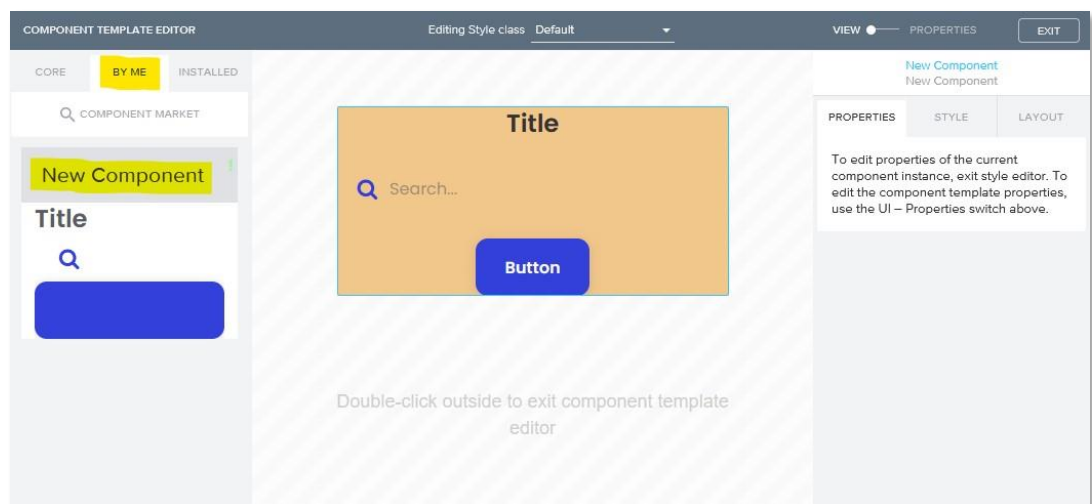 COMPONENT TEMPLATE EDITOR
Editing Style class Default
VIEW PROPERTIES
EXIT
CORE
BY ME
INSTALLED
COMPONENT MARKET
New Component
!
Title
Title
Search...
Button
Double-click outside to exit component template
editor
New Component
New Component
PROPERTIES
STYLE
LAYOUT
To edit properties of the current
component instance, exit style editor. To
edit the component template properties,
use the UI – Properties switch above.